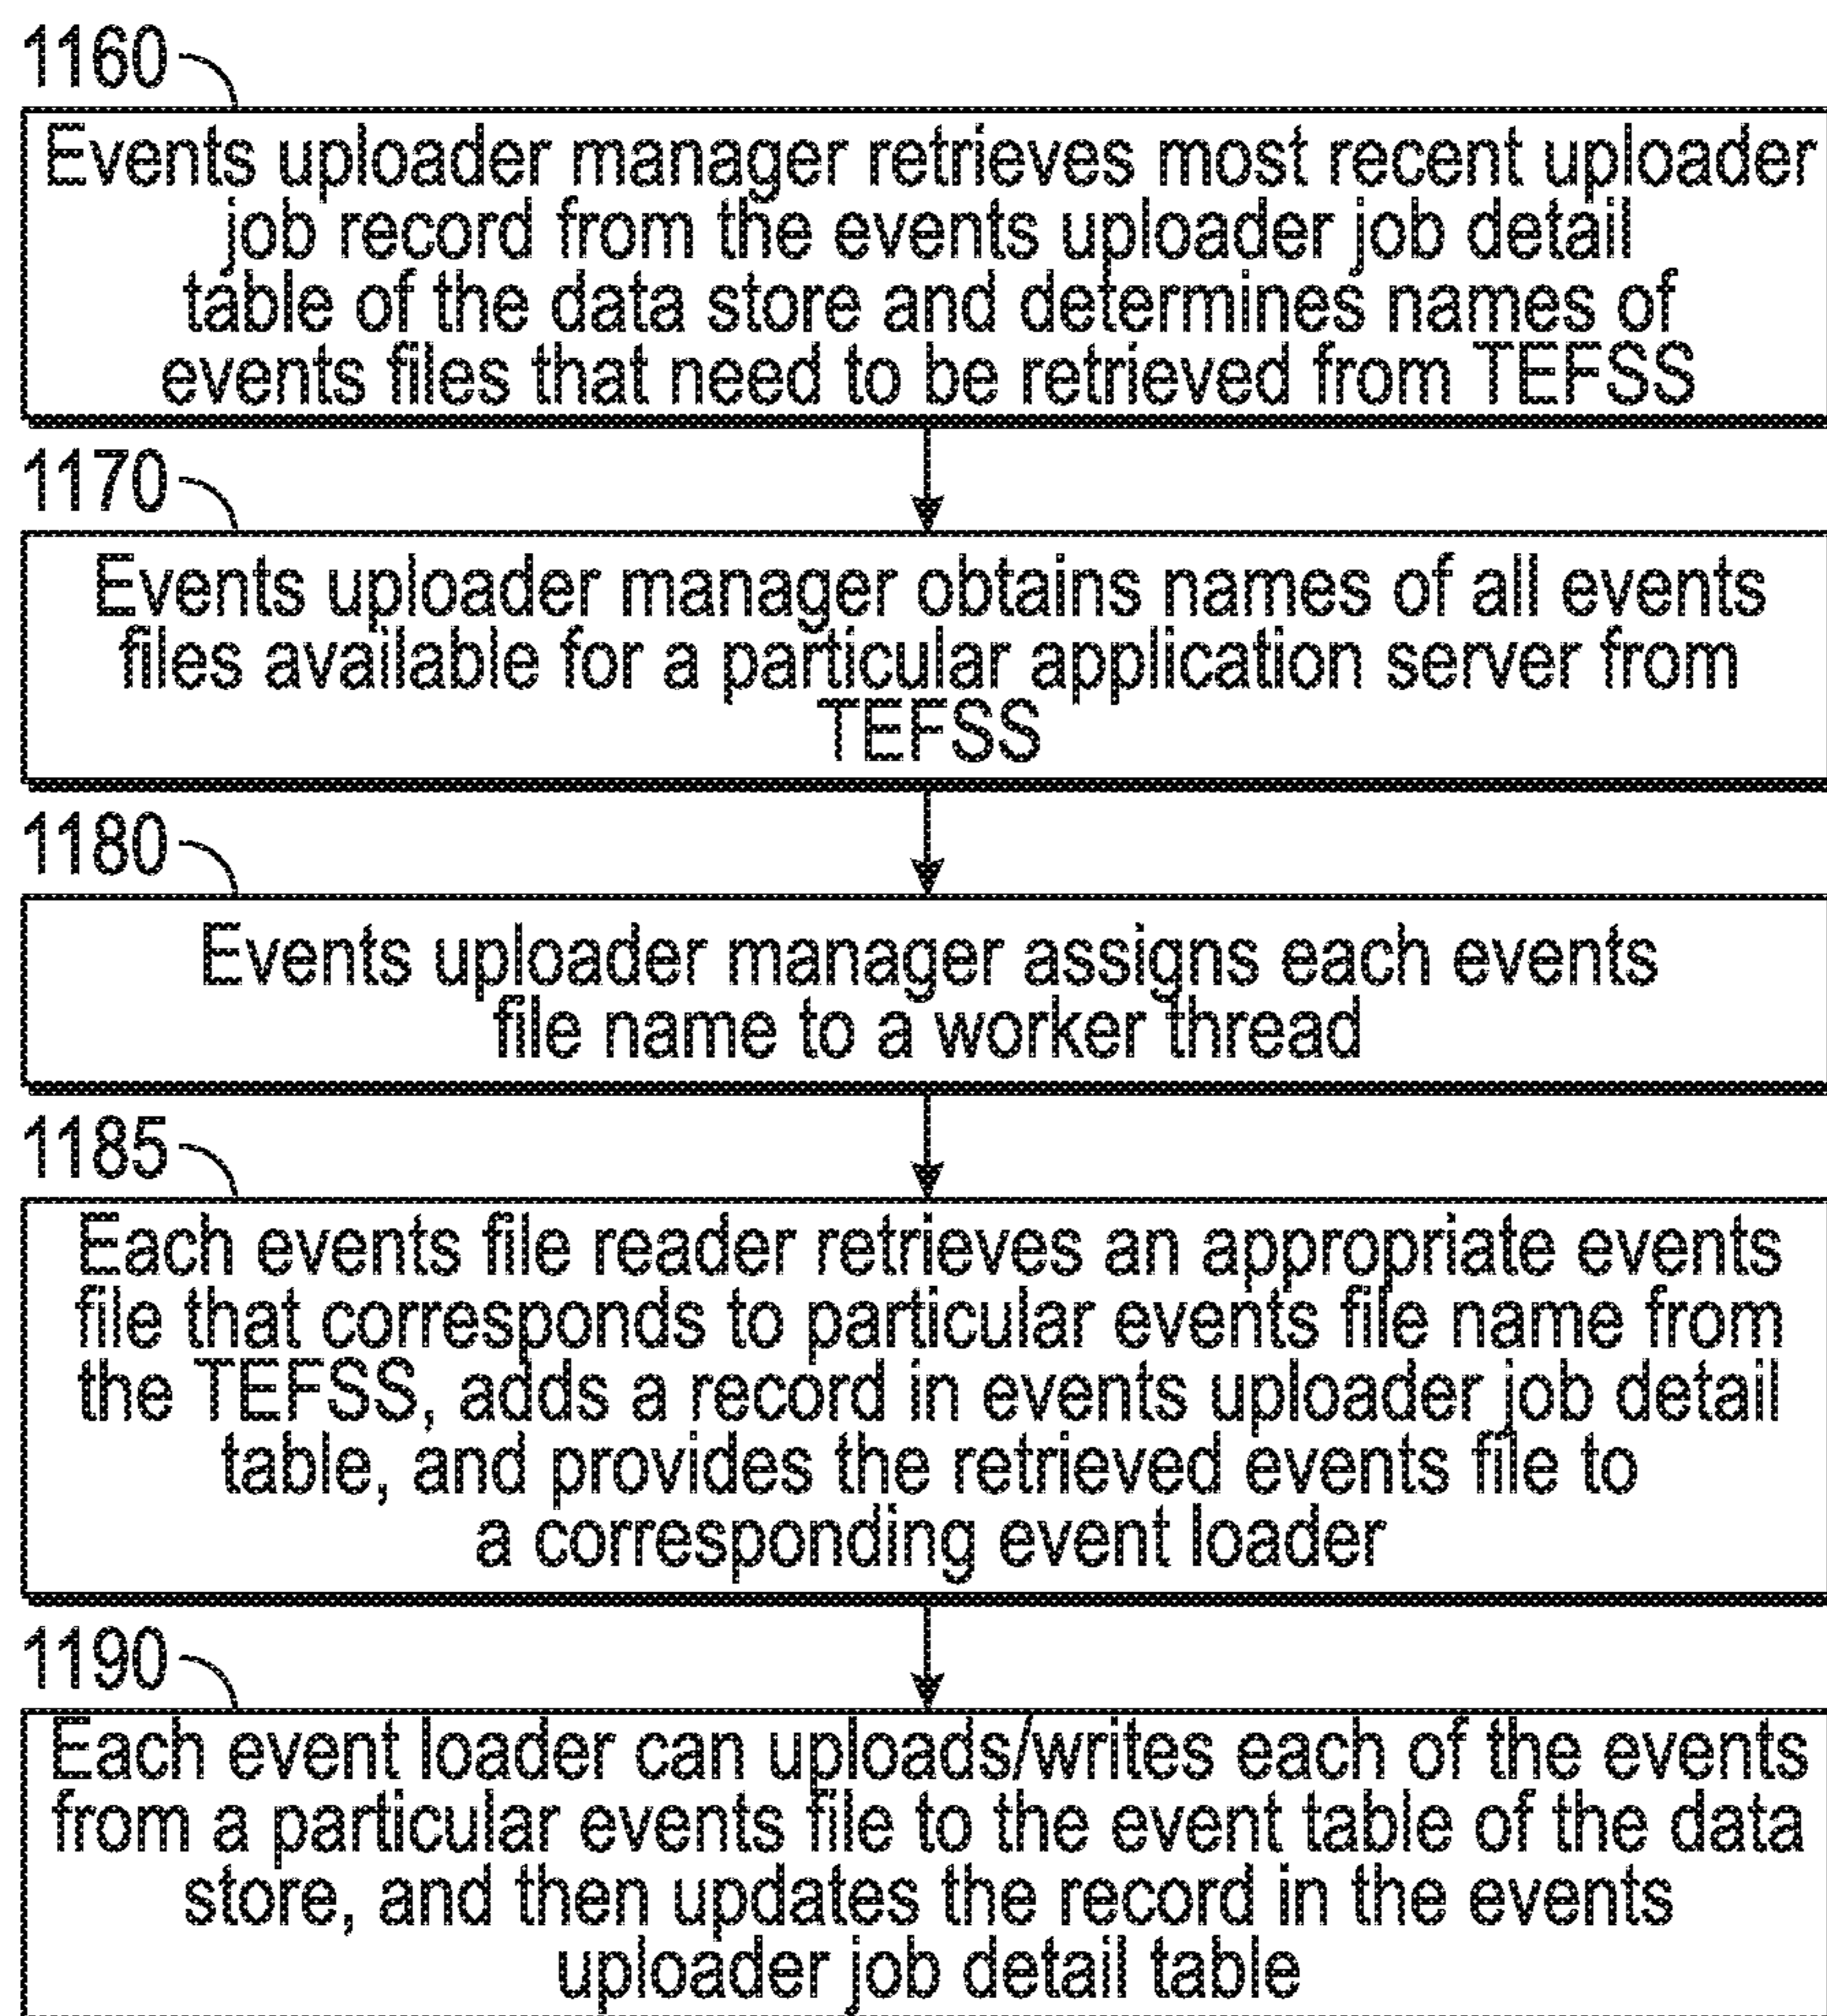 1160
Events uploader manager retrieves most recent uploader
job record from the events uploader job detail
table of the data store and determines names of
events files that need to be retrieved from TEFSS
1170
Events uploader manager obtains names of all events
files available for a particular application server from
TEFSS
1180
Events uploader manager assigns each events
file name to a worker thread
1185
Each events file reader retrieves an appropriate events
file that corresponds to particular events file name from
the TEFSS, adds a record in events uploader job detail
table, and provides the retrieved events file to
a corresponding event loader
1190
Each event loader can uploads/writes each of the events
from a particular events file to the event table of the data
store, and then updates the record in the events
uploader job detail table